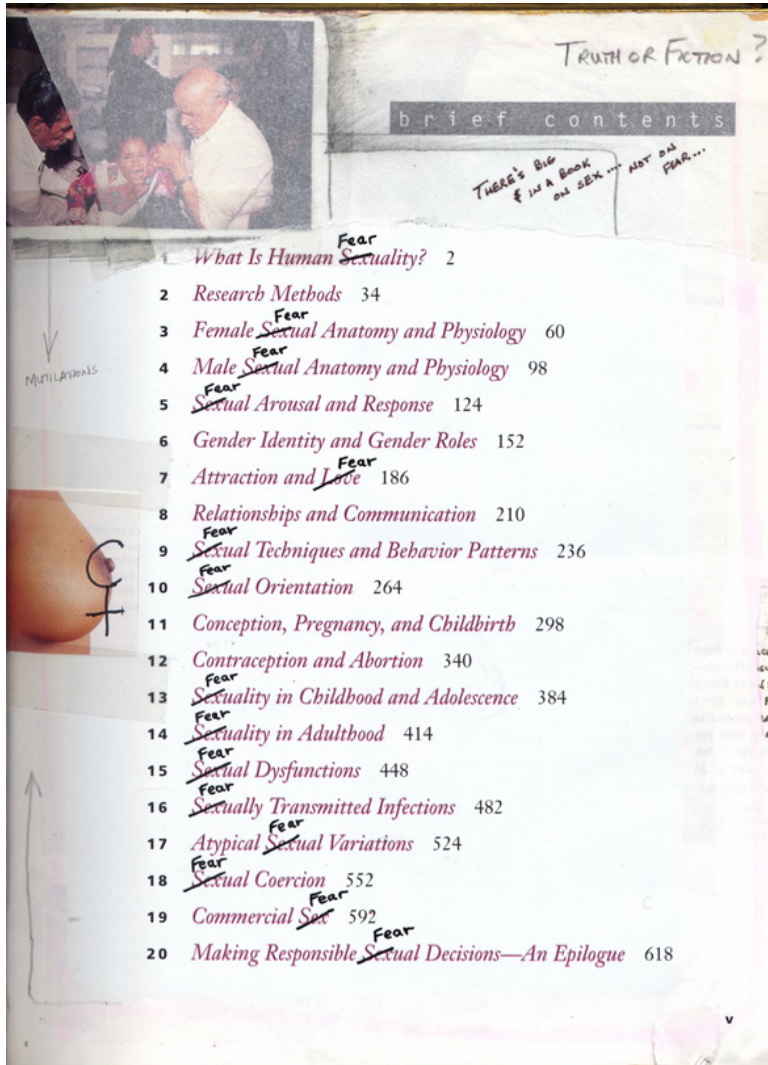 TRUTH OR FICTION?
brief contents
THERE'S BIG
$ IN A BOOK
ON SEX.... NOT ON
FEAR...
Fear
1 What Is Human Sexuality? 2
2 Research Methods 34
Fear
3 Female Sexual Anatomy and Physiology 60
Fear
4 Male Sexual Anatomy and Physiology 98
MUTILATIONS
Fear
5 Sexual Arousal and Response 124
6 Gender Identity and Gender Roles 152
Fear
7 Attraction and Love 186
8 Relationships and Communication 210
Fear
9 Sexual Techniques and Behavior Patterns 236
Fear
10 Sexual Orientation 264
11 Conception, Pregnancy, and Childbirth 298
12 Contraception and Abortion 340
Fear
13 Sexuality in Childhood and Adolescence 384
Fear
14 Sexuality in Adulthood 414
Fear
15 Sexual Dysfunctions 448
Fear
16 Sexually Transmitted Infections 482
Fear
17 Atypical Sexual Variations 524
Fear
18 Sexual Coercion 552
Fear
19 Commercial Sex 592
Fear
20 Making Responsible Sexual Decisions—An Epilogue 618
v